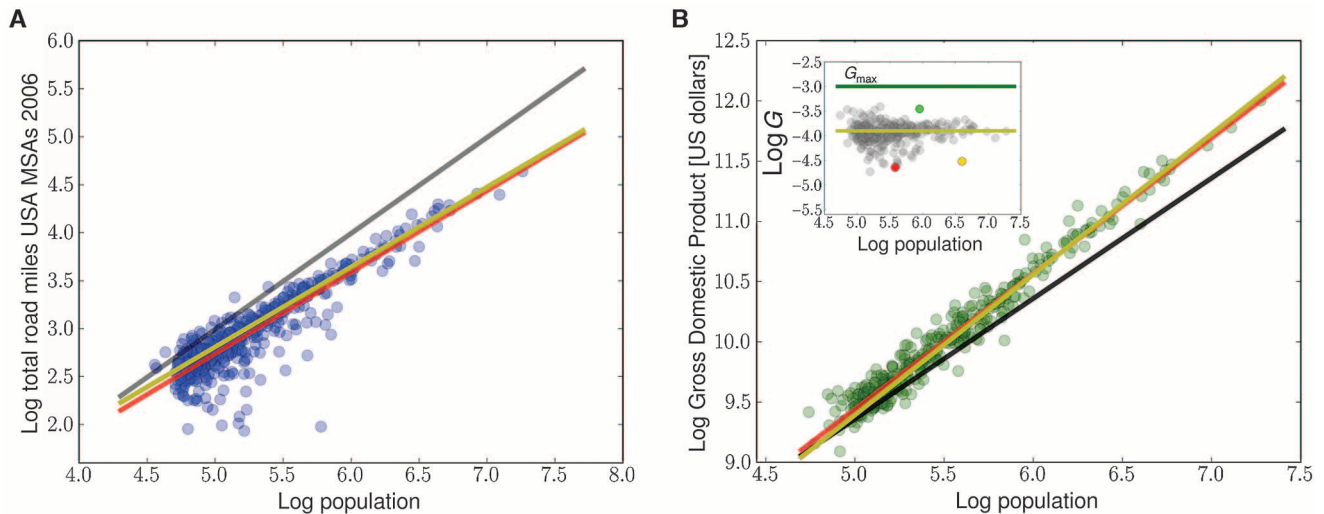 A
Log total road miles USA MSAs 2006
6.0
5.5
5.0
4.5
4.0
3.5
3.0
2.5
2.0
4.0 4.5 5.0 5.5 6.0 6.5 7.0 7.5 8.0
Log population
B
Log Gross Domestic Product [US dollars]
12.5
12.0
11.5
11.0
10.5
10.0
9.5
9.0
4.5 5.0 5.5 6.0 6.5 7.0 7.5
Log population
Log G
−2.5
−3.0
−3.5
−4.0
−4.5
−5.0
−5.5
Gmax
4.5 5.0 5.5 6.0 6.5 7.0 7.5
Log population